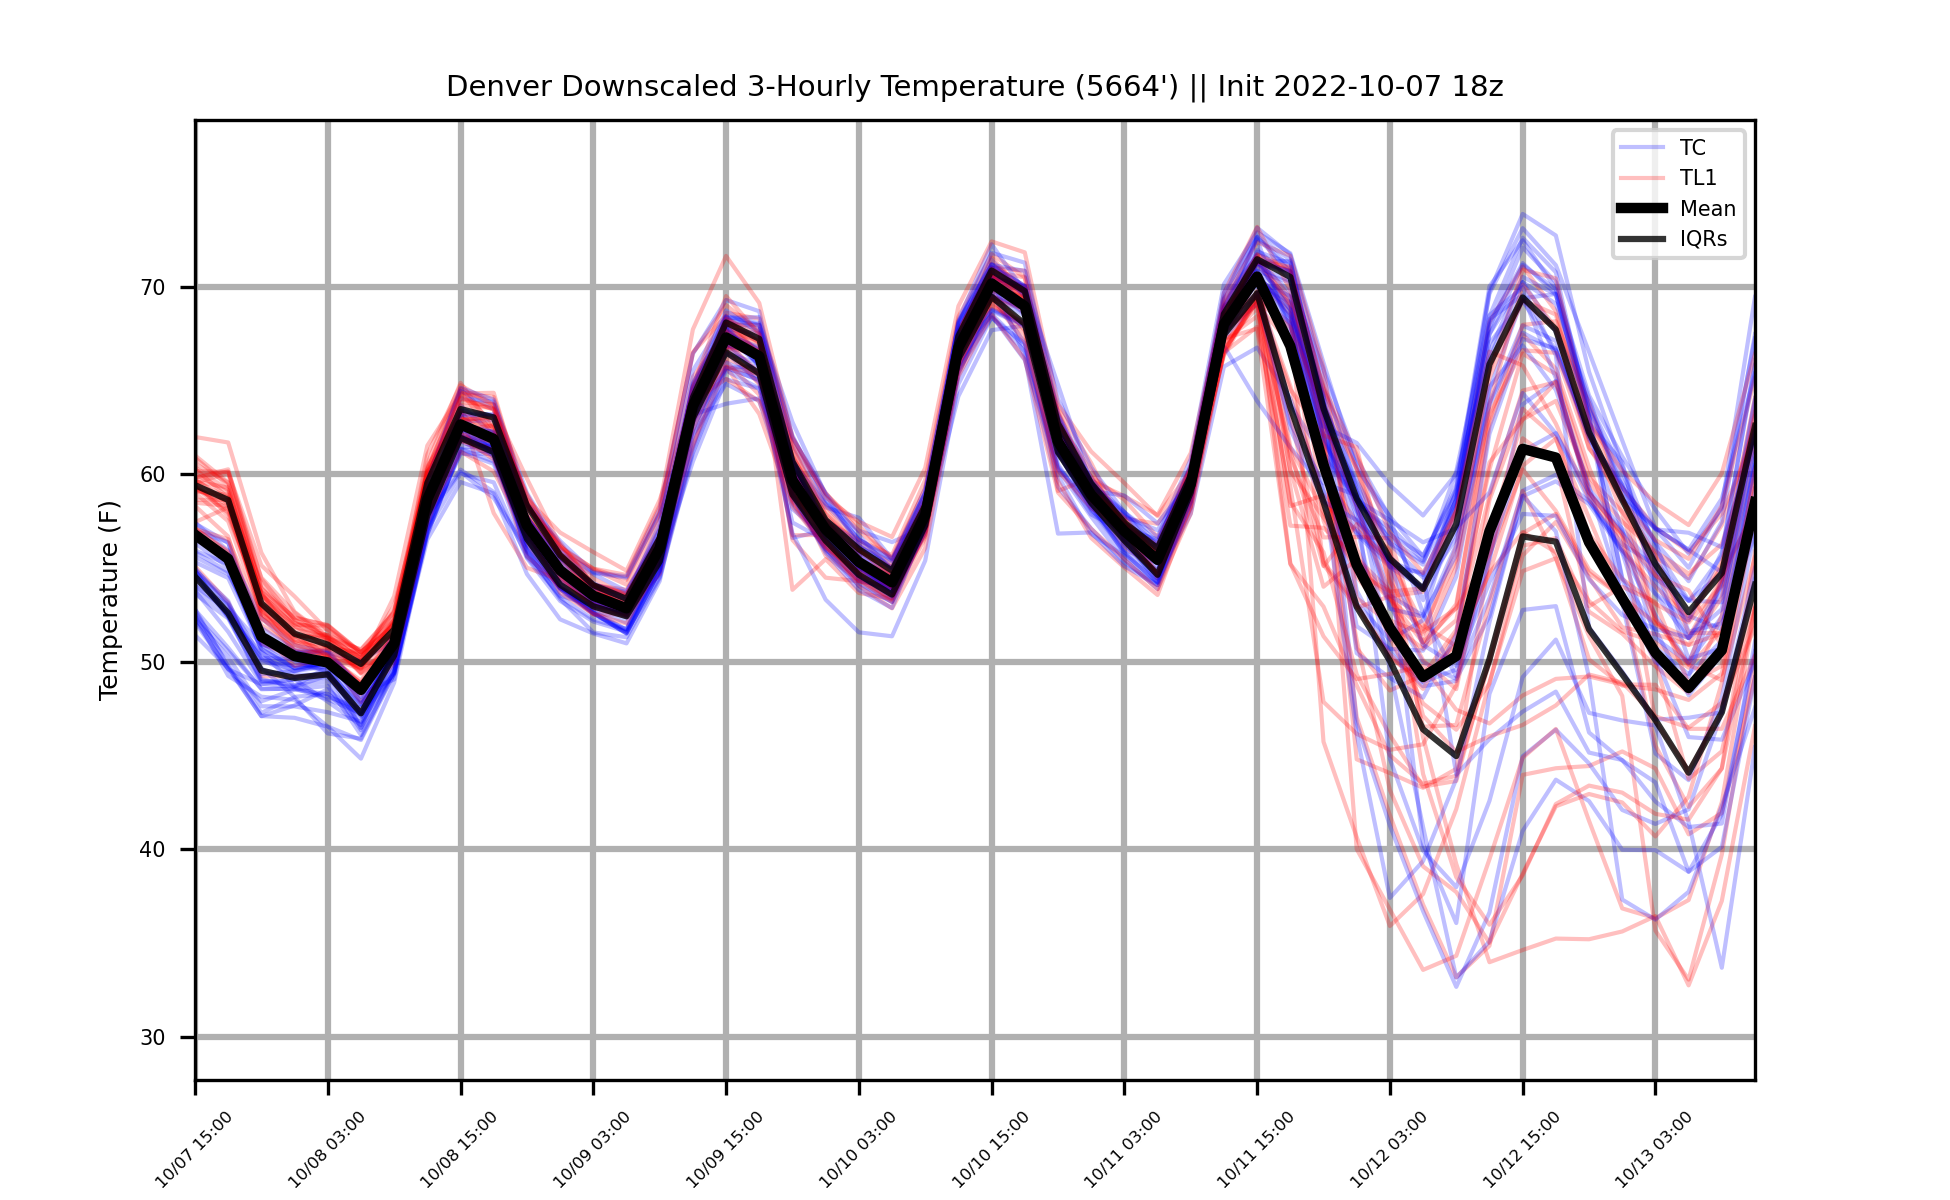 Denver Downscaled 3-Hourly Temperature (5664') || Init 2022-10-07 18z
TC
TL1
Mean
IQRs
Temperature (F)
70
60
50
40
30
10/07 15:00
10/08 03:00
10/08 15:00
10/09 03:00
10/09 15:00
10/10 03:00
10/10 15:00
10/11 03:00
10/11 15:00
10/12 03:00
10/12 15:00
10/13 03:00